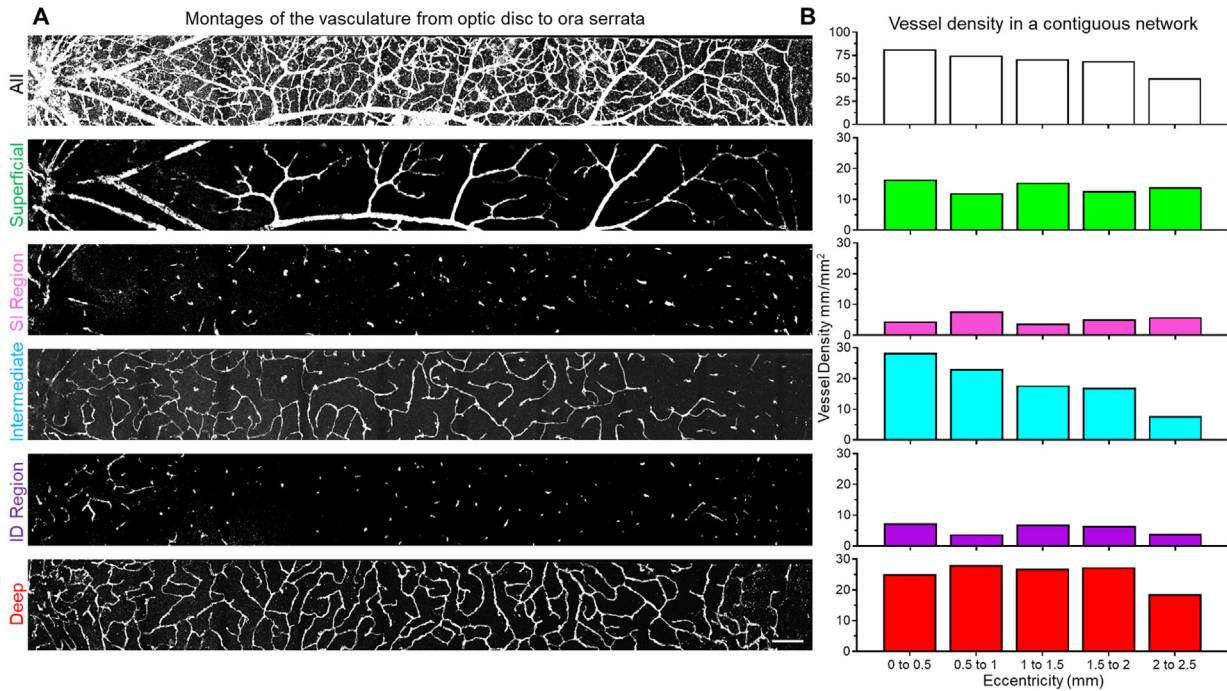 A
Montages of the vasculature from optic disc to ora serrata
B
Vessel density in a contiguous network
All
Superficial
SI Region
Intermediate
ID Region
Deep
Vessel Density mm/mm²
100
75
50
25
0
30
20
10
0
30
20
10
0
30
20
10
0
30
20
10
0
30
20
10
0
0 to 0.5 0.5 to 1 1 to 1.5 1.5 to 2 2 to 2.5
Eccentricity (mm)